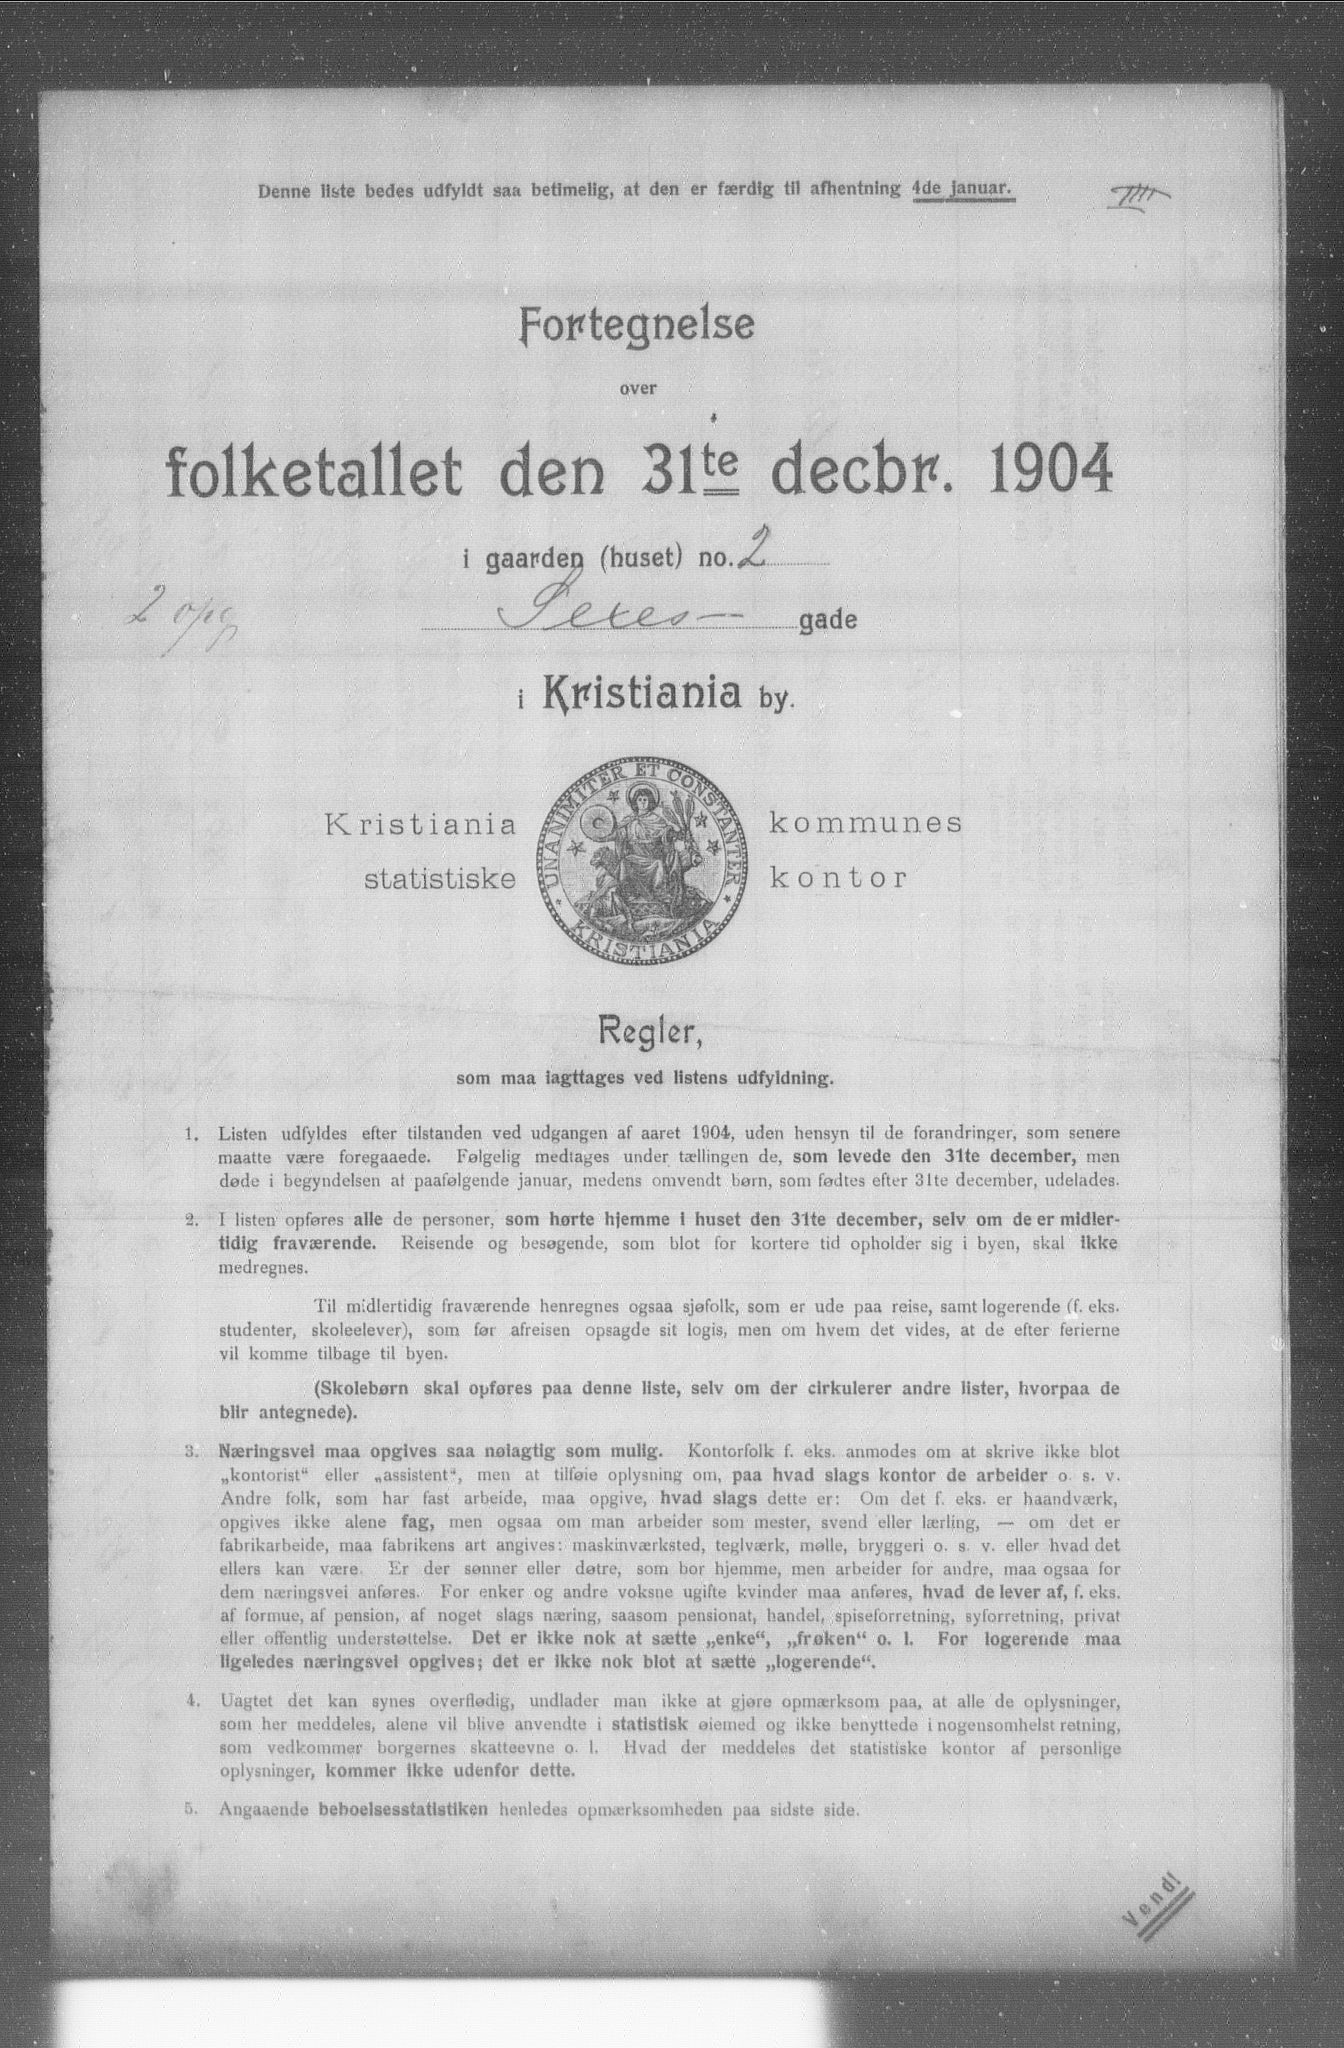 Denne liste bedes udfyldt saa betimelig, at den er færdig til afhentning 4de januar.
Fortegnelse
over
folketallet den 31te decbr. 1904
i gaarden (huset) no. 2
2 opg
Sexes- gade
i Kristiania by.
Kristiania kommunes
statistiske kontor
UNANIMITER ET CONSTANTER
KRISTIANIA
Regler,
som maa iagttages ved listens udfyldning.
1. Listen udfyldes efter tilstanden ved udgangen af aaret 1904, uden hensyn til de forandringer, som senere
maatte være foregaaede. Følgelig medtages under tællingen de, som levede den 31te december, men
døde i begyndelsen at paafølgende januar, medens omvendt børn, som fødtes efter 31te december, udelades.
2. I listen opføres alle de personer, som hørte hjemme i huset den 31te december, selv om de er midler-
tidig fraværende. Reisende og besøgende, som blot for kortere tid opholder sig i byen, skal ikke
medregnes.
Til midlertidig fraværende henregnes ogsaa sjøfolk, som er ude paa reise, samt logerende (f. eks.
studenter, skoleelever), som før afreisen opsagde sit logis, men om hvem det vides, at de efter ferierne
vil komme tilbage til byen.
(Skolebørn skal opføres paa denne liste, selv om der cirkulerer andre lister, hvorpaa de
blir antegnede).
3. Næringsvei maa opgives saa nøiagtig som mulig. Kontorfolk f. eks. anmodes om at skrive ikke blot
„kontorist“ eller „assistent“, men at tilføie oplysning om, paa hvad slags kontor de arbeider o. s. v.
Andre folk, som har fast arbeide, maa opgive, hvad slags dette er: Om det f. eks. er haandværk,
opgives ikke alene fag, men ogsaa om man arbeider som mester, svend eller lærling, — om det er
fabrikarbeide, maa fabrikens art angives: maskinværksted, teglværk, mølle, bryggeri o. s. v. eller hvad det
ellers kan være. Er der sønner eller døtre, som bor hjemme, men arbeider for andre, maa ogsaa for
dem næringsvei anføres. For enker og andre voksne ugifte kvinder maa anføres, hvad de lever af, f. eks.
af formue, af pension, af noget slags næring, saasom pensionat, handel, spiseforretning, syforretning, privat
eller offentlig understøttelse. Det er ikke nok at sætte „enke“, „frøken“ o. l. For logerende maa
ligeledes næringsvei opgives; det er ikke nok blot at sætte „logerende“.
4. Uagtet det kan synes overflødig, undlader man ikke at gjøre opmærksom paa, at alle de oplysninger,
som her meddeles, alene vil blive anvendte i statistisk øiemed og ikke benyttede i nogensomhelst retning,
som vedkommer borgernes skatteevne o. l. Hvad der meddeles det statistiske kontor af personlige
oplysninger, kommer ikke udenfor dette.
5. Angaaende beboelsesstatistiken henledes opmærksomheden paa sidste side.
Vend!